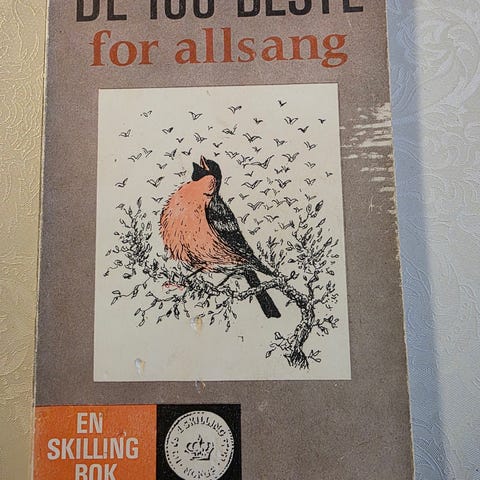 DE 100 BESTE
for allsang
EN
SKILLING
BOK